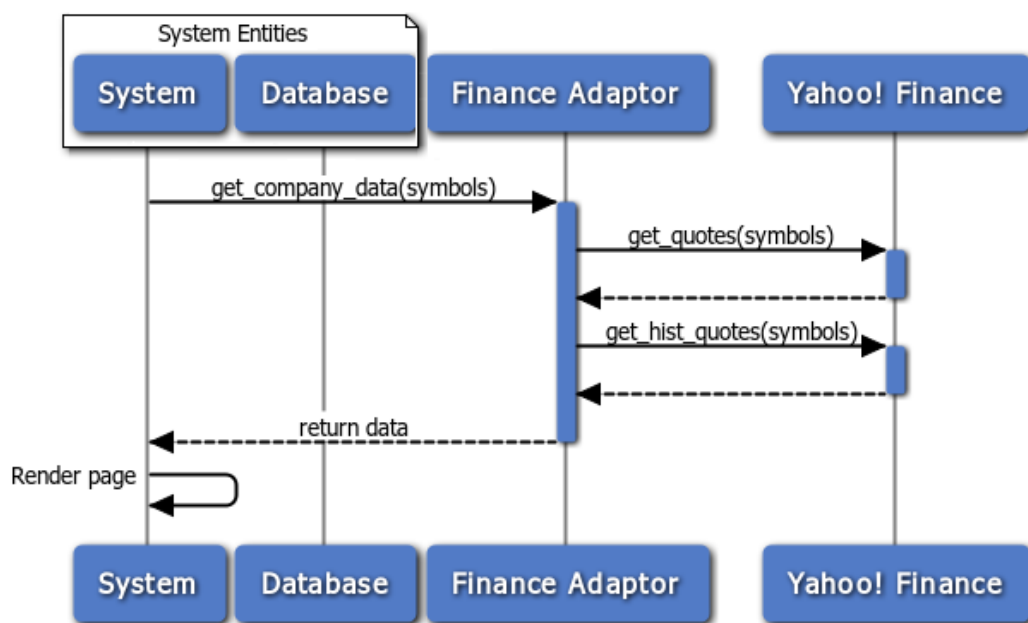 System Entities
System
Database
Finance Adaptor
Yahoo! Finance
get_company_data(symbols)
get_quotes(symbols)
get_hist_quotes(symbols)
return data
Render page
System
Database
Finance Adaptor
Yahoo! Finance